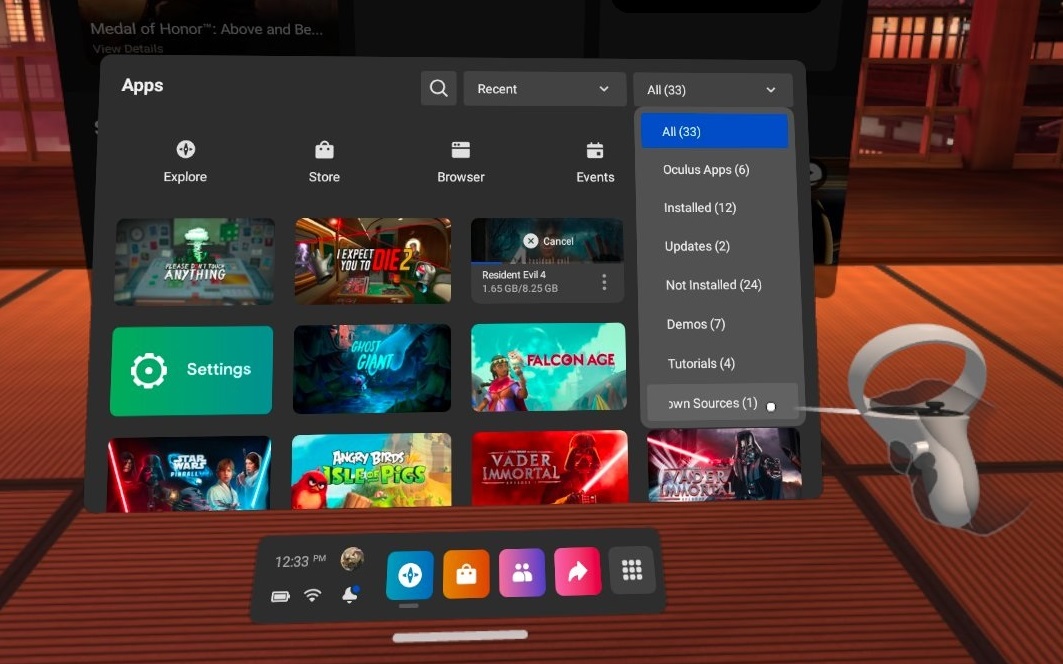 Medal of Honor™: Above and Be...
View Details
Apps
Recent
All (33)
All (33)
Oculus Apps (6)
Installed (12)
Updates (2)
Not Installed (24)
Demos (7)
Tutorials (4)
own Sources (1)
Explore
Store
Browser
Events
PLEASE DON'T TOUCH
ANYTHING
I EXPECT
YOU TO DIE 2
Cancel
Resident Evil 4
1.65 GB/8.25 GB
Settings
GHOST
GIANT
FALCON AGE
STAR
WARS
PINBALL
ANGRY BIRDS
ISLE OF PIGS
VADER
IMMORTAL
VADER
IMMORTAL
12:33 PM